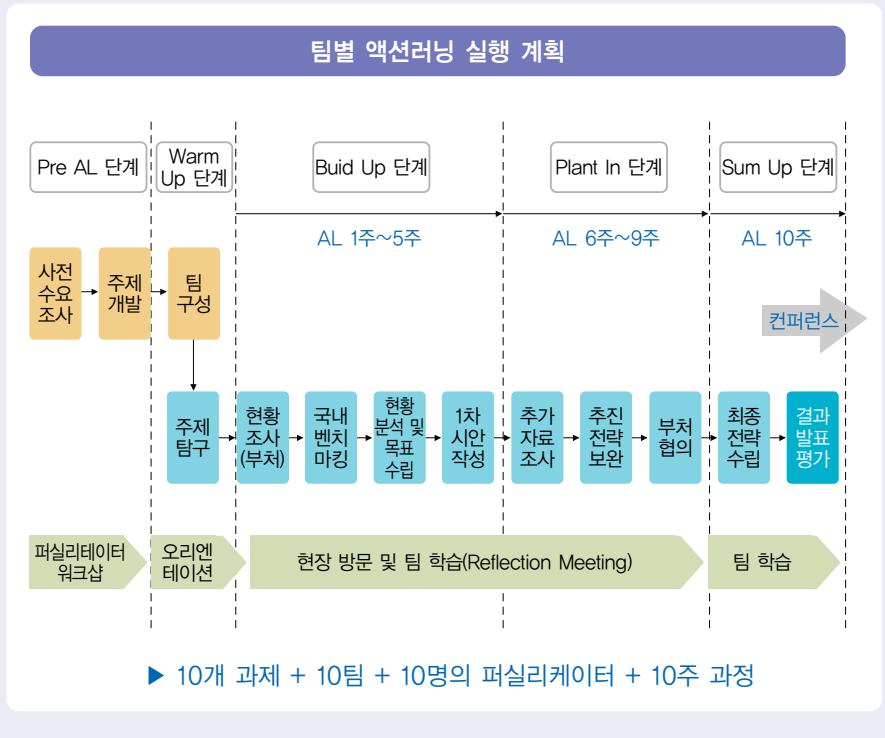 팀별 액션러닝 실행 계획
Pre AL 단계
Warm
Up 단계
Buid Up 단계
Plant In 단계
Sum Up 단계
AL 1주~5주
AL 6주~9주
AL 10주
사전
수요
조사
주제
개발
팀
구성
컨퍼런스
주제
탐구
현황
조사
(부처)
국내
벤치
마킹
현황
분석 및
목표
수립
1차
시안
작성
추가
자료
조사
추진
전략
보완
부처
협의
최종
전략
수립
결과
발표
평가
퍼실리테이터
워크샵
오리엔
테이션
현장 방문 및 팀 학습(Reflection Meeting)
팀 학습
▶ 10개 과제 + 10팀 + 10명의 퍼실리케이터 + 10주 과정